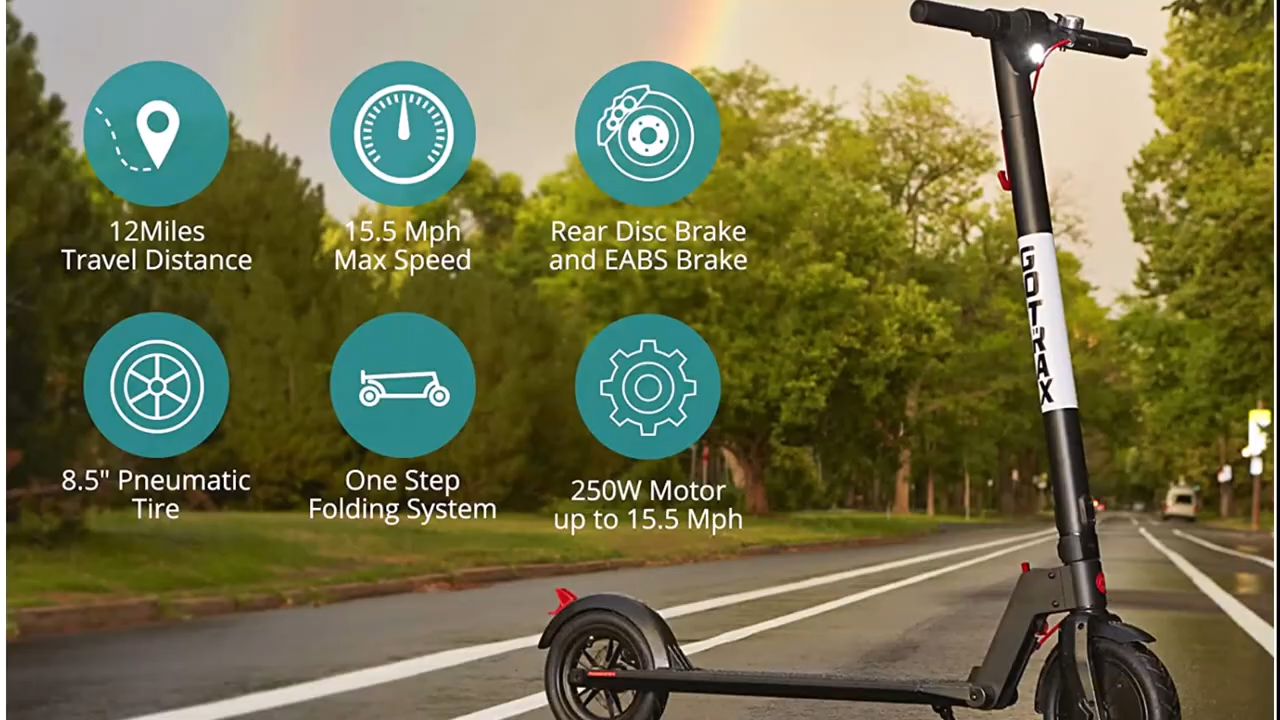 12Miles
Travel Distance
15.5 Mph
Max Speed
Rear Disc Brake
and EABS Brake
8.5" Pneumatic
Tire
One Step
Folding System
250W Motor
up to 15.5 Mph
GOTRAX